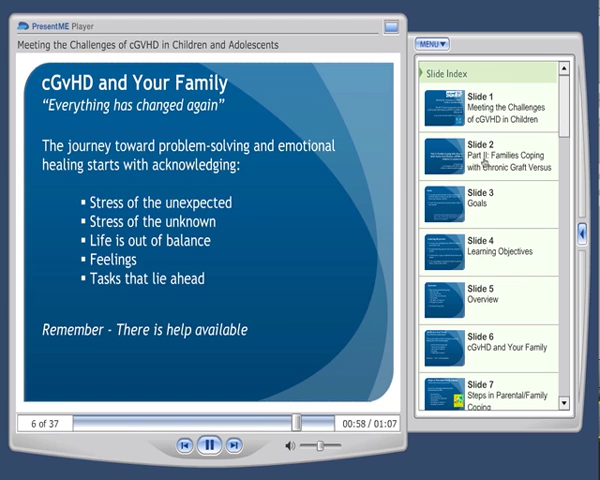 PresentME Player
Meeting the Challenges of cGVHD in Children and Adolescents
cGvHD and Your Family
“Everything has changed again”
The journey toward problem-solving and emotional
healing starts with acknowledging:
▪ Stress of the unexpected
▪ Stress of the unknown
▪ Life is out of balance
▪ Feelings
▪ Tasks that lie ahead
Remember - There is help available
6 of 37
00:58 / 01:07
MENU
Slide Index
Slide 1
Meeting the Challenges
of cGVHD in Children
Slide 2
Part II: Families Coping
with Chronic Graft Versus
Slide 3
Goals
Slide 4
Learning Objectives
Slide 5
Overview
Slide 6
cGvHD and Your Family
Slide 7
Steps in Parental/Family
Coping